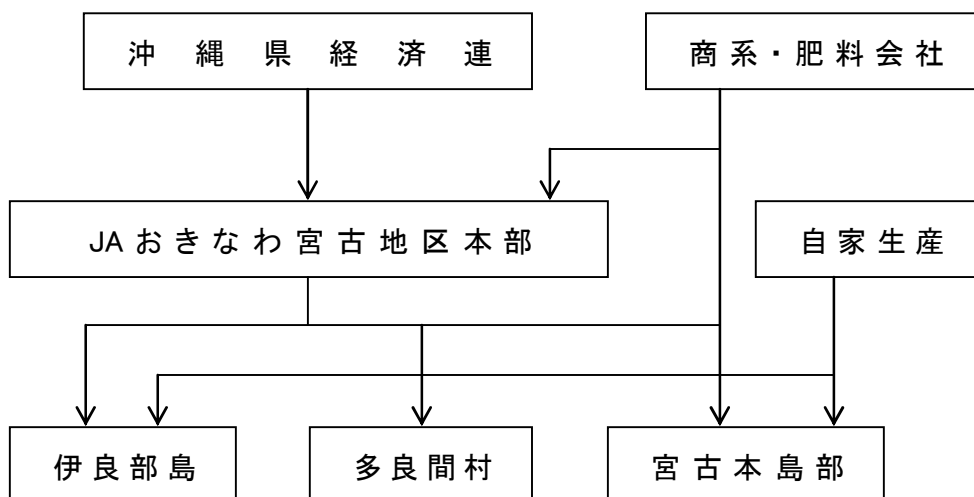 沖縄県経済連
商系・肥料会社
JAおきなわ宮古地区本部
自家生産
伊良部島
多良間村
宮古本島部